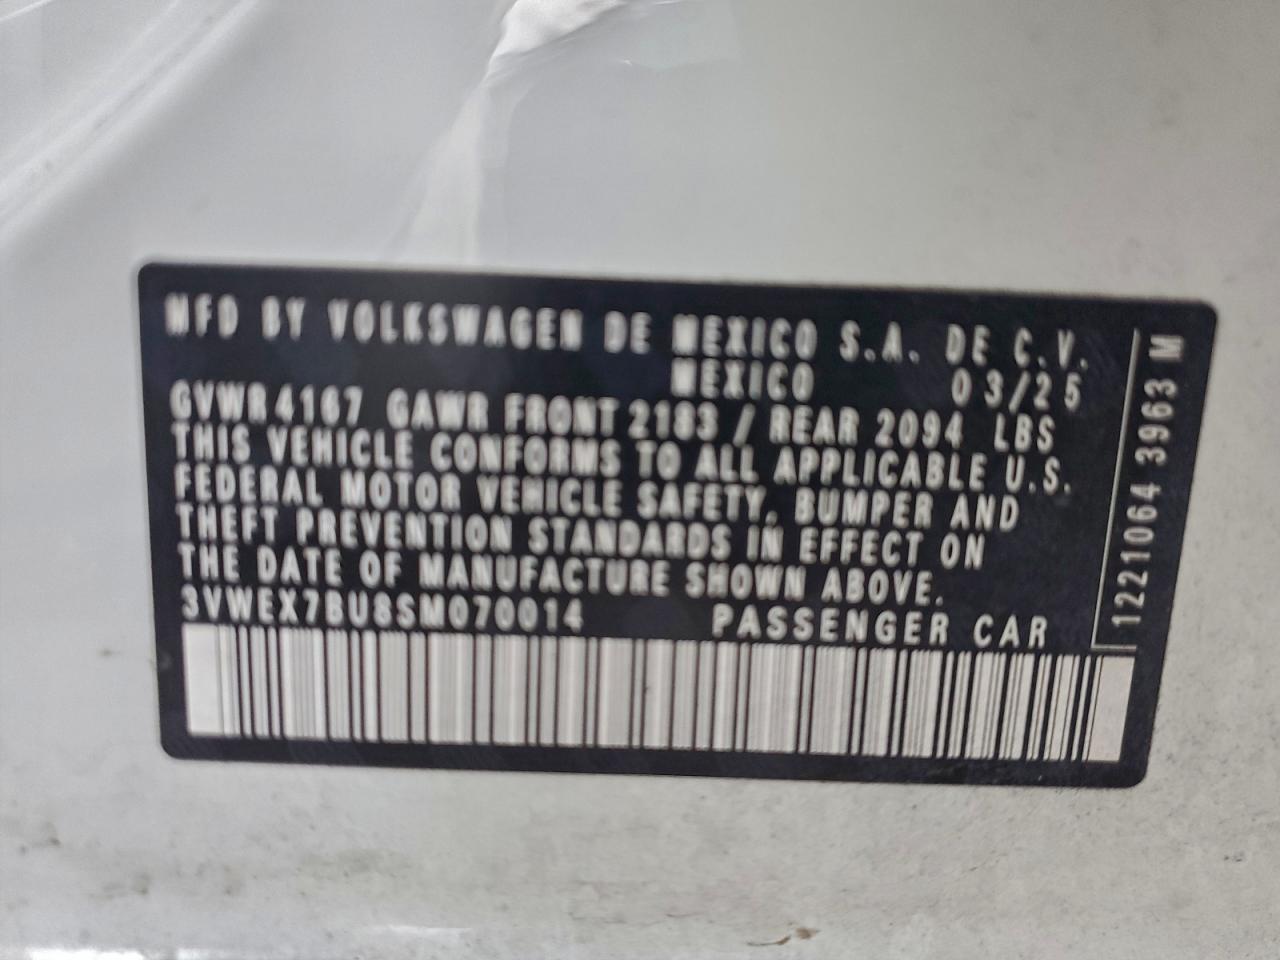 MFD BY VOLKSWAGEN DE MEXICO S.A. DE C.V.
MEXICO 03/25
GVWR 4167 GAWR FRONT 2183 / REAR 2094 LBS
THIS VEHICLE CONFORMS TO ALL APPLICABLE U.S.
FEDERAL MOTOR VEHICLE SAFETY, BUMPER AND
THEFT PREVENTION STANDARDS IN EFFECT ON
THE DATE OF MANUFACTURE SHOWN ABOVE.
3VWEX7BU8SM070014 PASSENGER CAR
1221064 3963 M